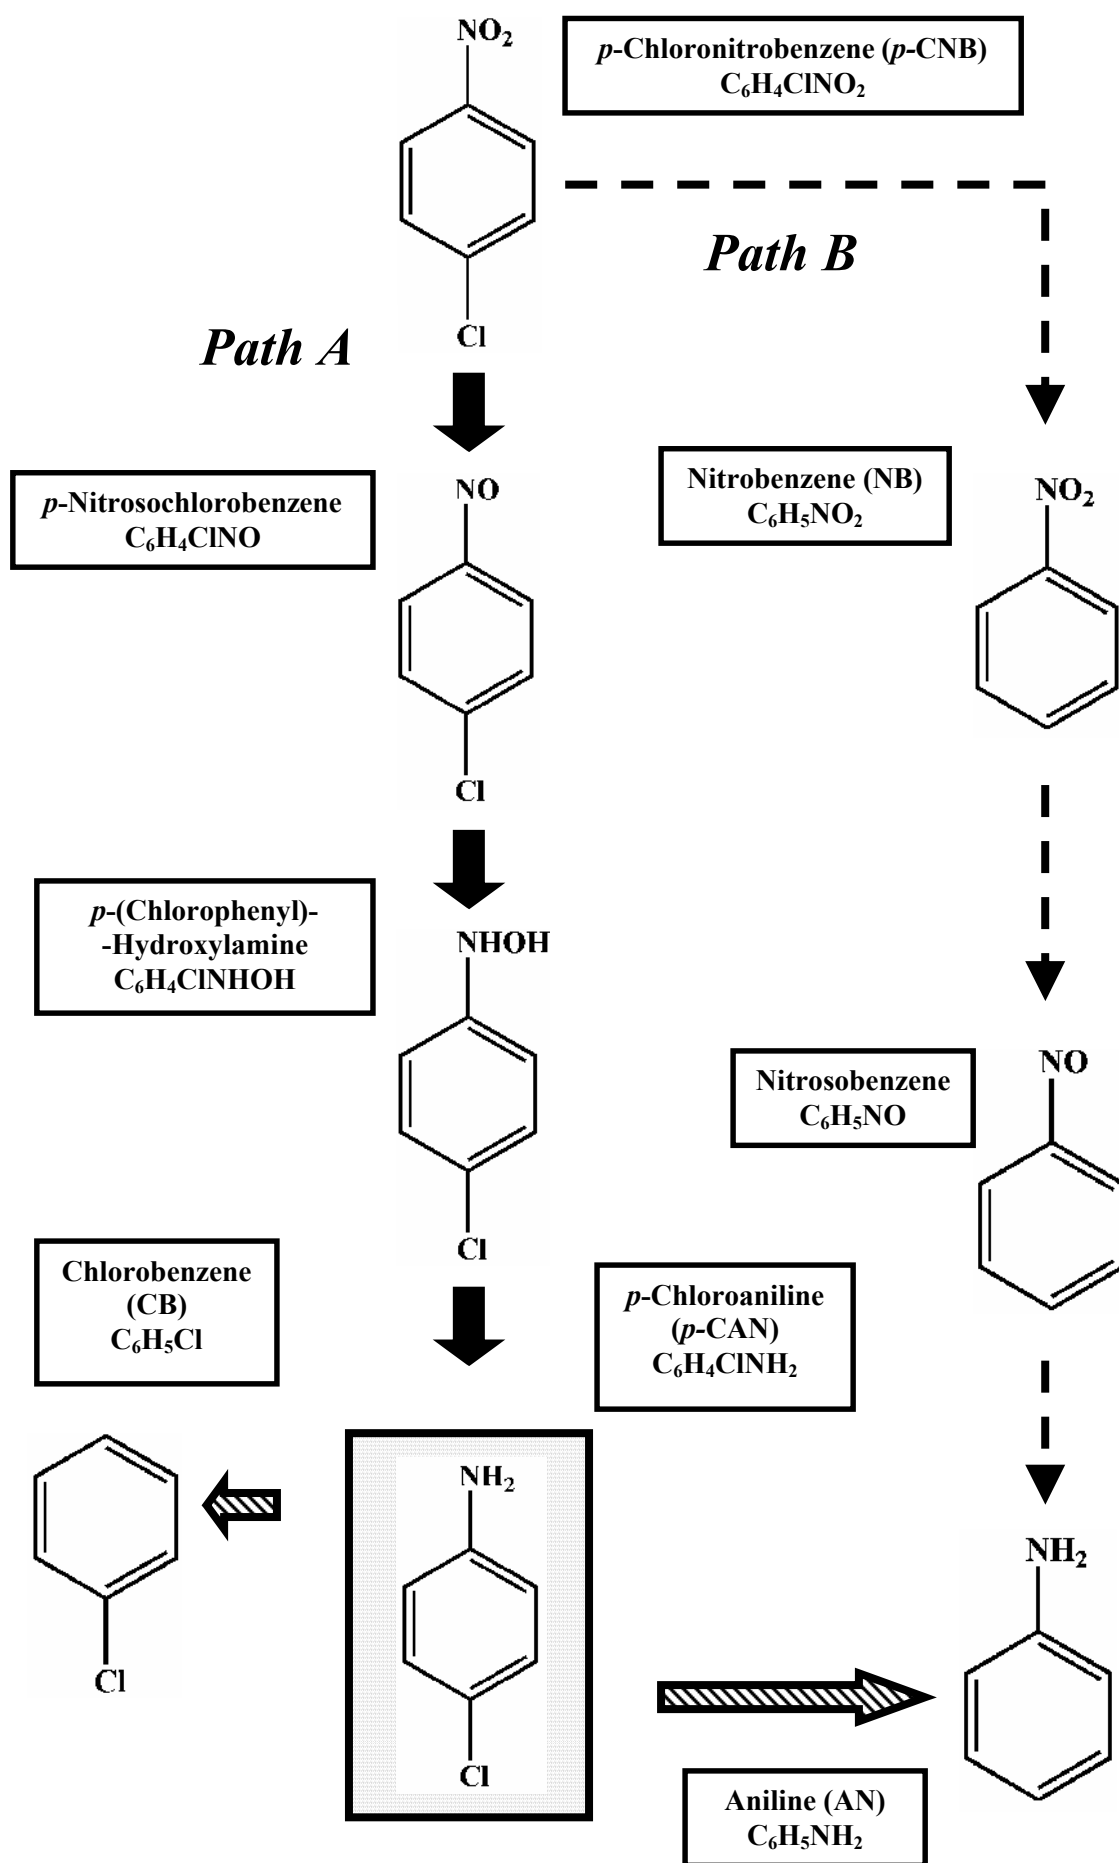 NO₂
p-Chloronitrobenzene (p-CNB)
C₆H₄ClNO₂
Path B
Cl
Path A
p-Nitrosochlorobenzene
C₆H₄ClNO
NO
Cl
Nitrobenzene (NB)
C₆H₅NO₂
NO₂
p-(Chlorophenyl)-
-Hydroxylamine
C₆H₄ClNHOH
NHOH
Cl
Nitrosobenzene
C₆H₅NO
NO
Chlorobenzene
(CB)
C₆H₅Cl
p-Chloroaniline
(p-CAN)
C₆H₄ClNH₂
Cl
NH₂
Cl
NH₂
Aniline (AN)
C₆H₅NH₂